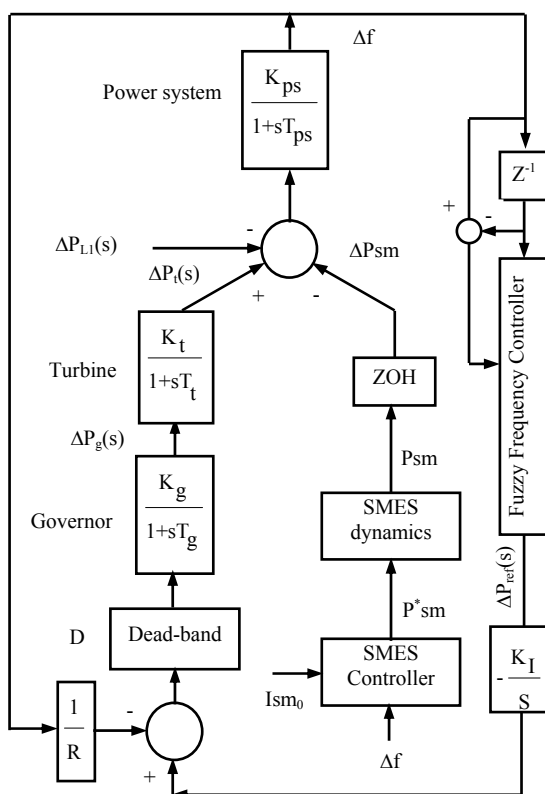 Δf
Power system
K_ps
1+sT_ps
Z⁻¹
+
-
-
ΔP_L1(s)
ΔPsm
ΔP_t(s)
+
-
Turbine
K_t
1+sT_t
ZOH
Fuzzy Frequency Controller
ΔP_g(s)
Psm
Governor
K_g
1+sT_g
SMES
dynamics
ΔP_ref(s)
P*sm
D
Dead-band
SMES
Controller
Ism₀
- K_I
S
1
R
-
+
Δf